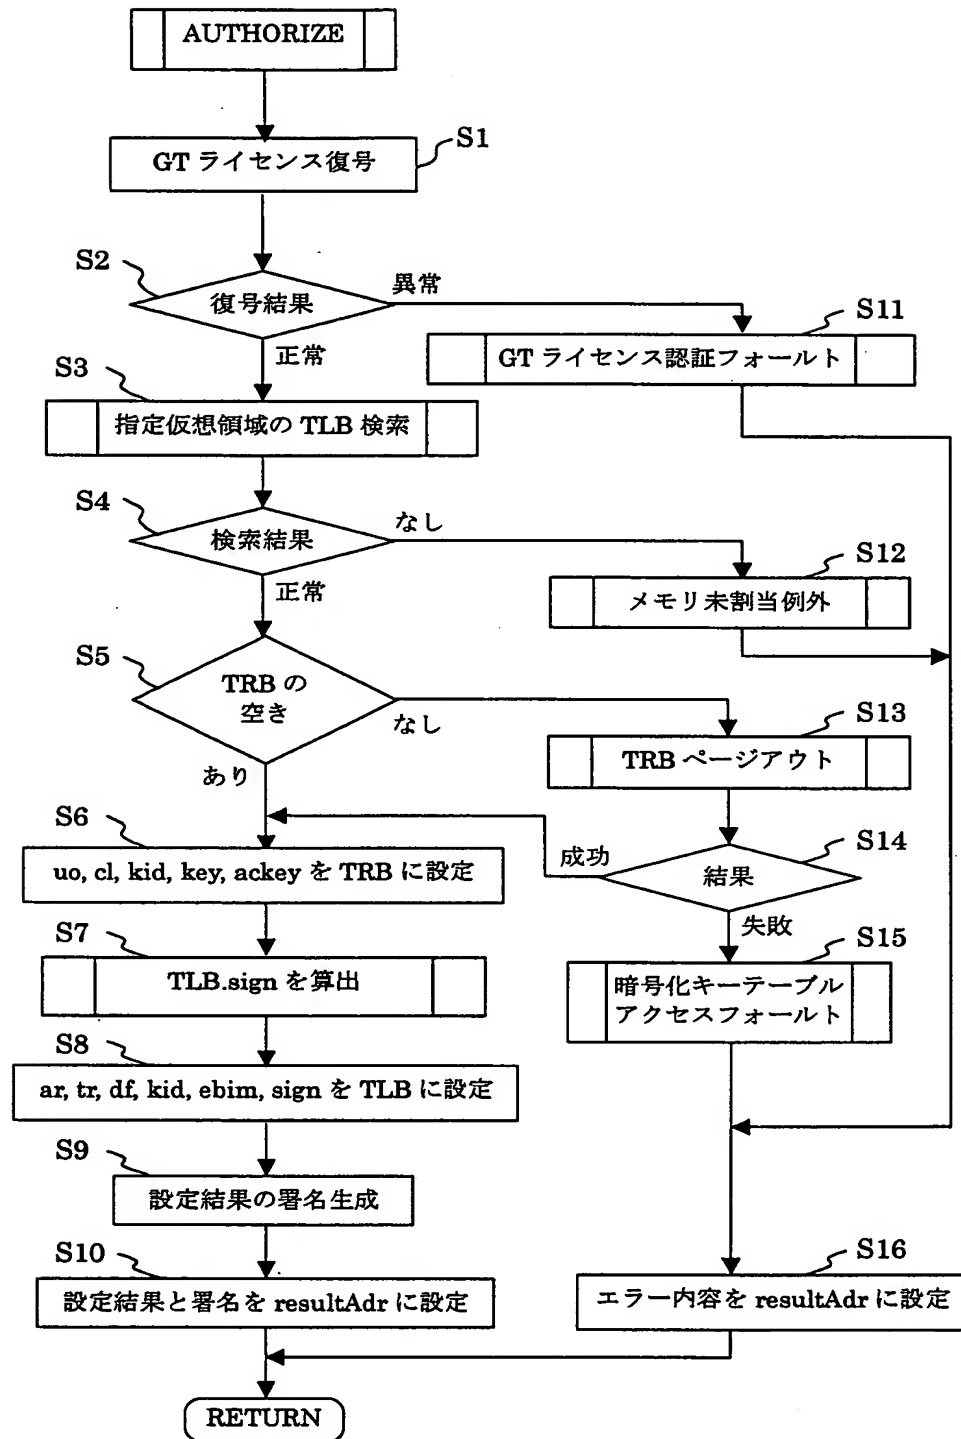 AUTHORIZE
S1
GT ライセンス復号
S2
復号結果
異常
正常
S11
GT ライセンス認証フォールト
S3
指定仮想領域の TLB 検索
S4
検索結果
なし
正常
S12
メモリ未割当例外
S5
TRB の
空き
なし
あり
S13
TRB ページアウト
S6
uo, cl, kid, key, ackey を TRB に設定
成功
S14
結果
失敗
S7
TLB.sign を算出
S15
暗号化キーテーブル
アクセスフォールト
S8
ar, tr, df, kid, ebim, sign を TLB に設定
S9
設定結果の署名生成
S10
設定結果と署名を resultAdr に設定
S16
エラー内容を resultAdr に設定
RETURN